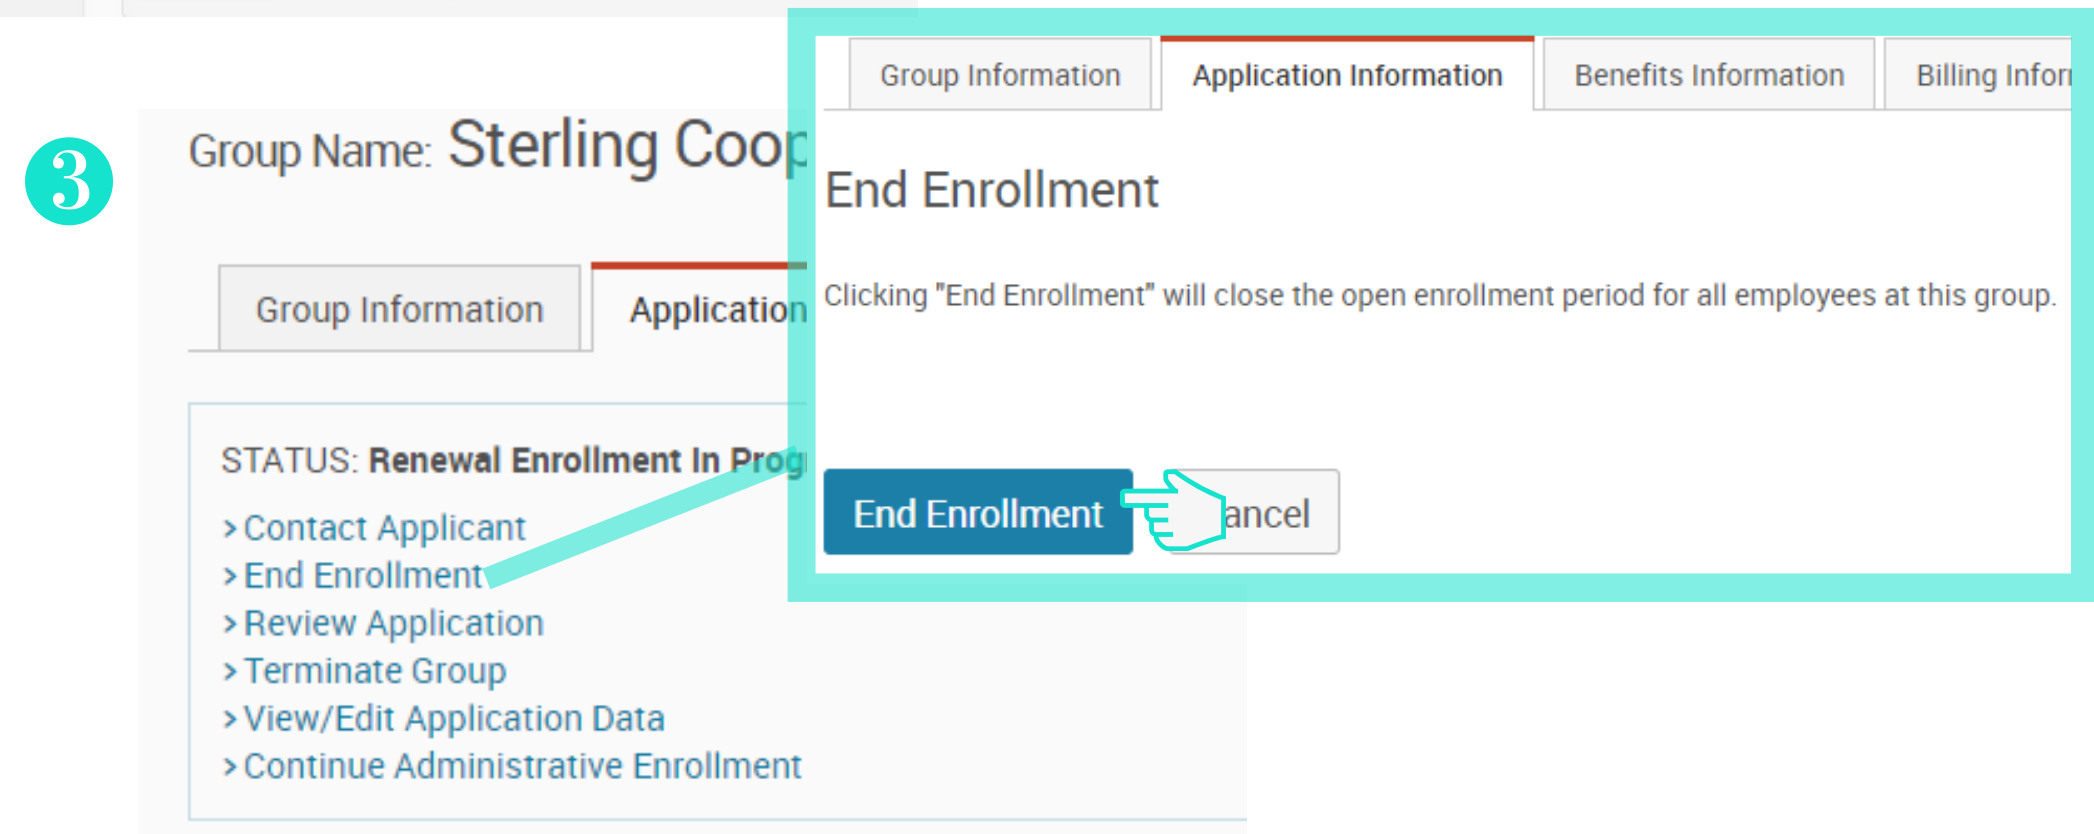 3
Group Name: Sterling Coop
Group Information
Application
STATUS: Renewal Enrollment In Prog
> Contact Applicant
> End Enrollment
> Review Application
> Terminate Group
> View/Edit Application Data
> Continue Administrative Enrollment
Group Information
Application Information
Benefits Information
Billing Infor
End Enrollment
Clicking "End Enrollment" will close the open enrollment period for all employees at this group.
End Enrollment
ancel